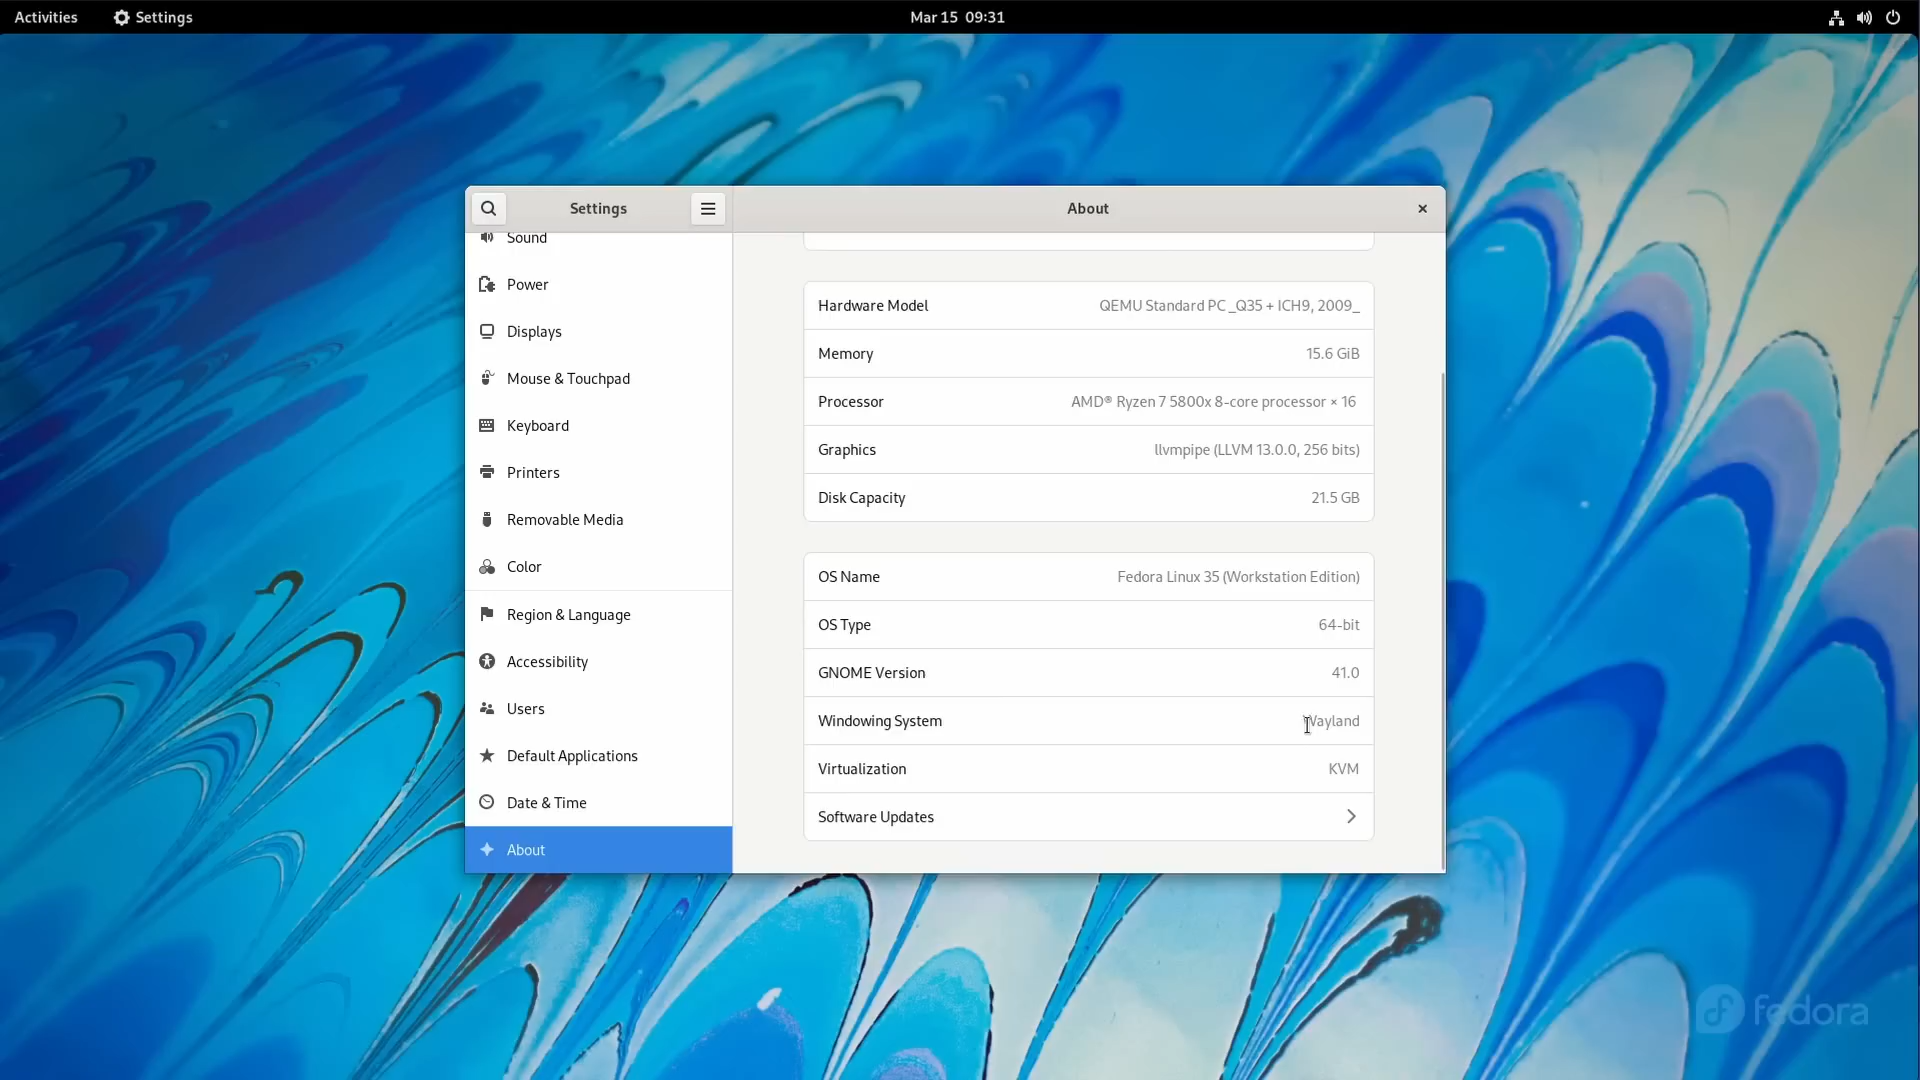 Activities Settings Mar 15 09:31
Settings About
Sound
Power
Displays
Mouse & Touchpad
Keyboard
Printers
Removable Media
Color
Region & Language
Accessibility
Users
Default Applications
Date & Time
About
Hardware Model QEMU Standard PC _Q35 + ICH9, 2009_
Memory 15.6 GiB
Processor AMD® Ryzen 7 5800x 8-core processor × 16
Graphics llvmpipe (LLVM 13.0.0, 256 bits)
Disk Capacity 21.5 GB
OS Name Fedora Linux 35 (Workstation Edition)
OS Type 64-bit
GNOME Version 41.0
Windowing System Wayland
Virtualization KVM
Software Updates
fedora